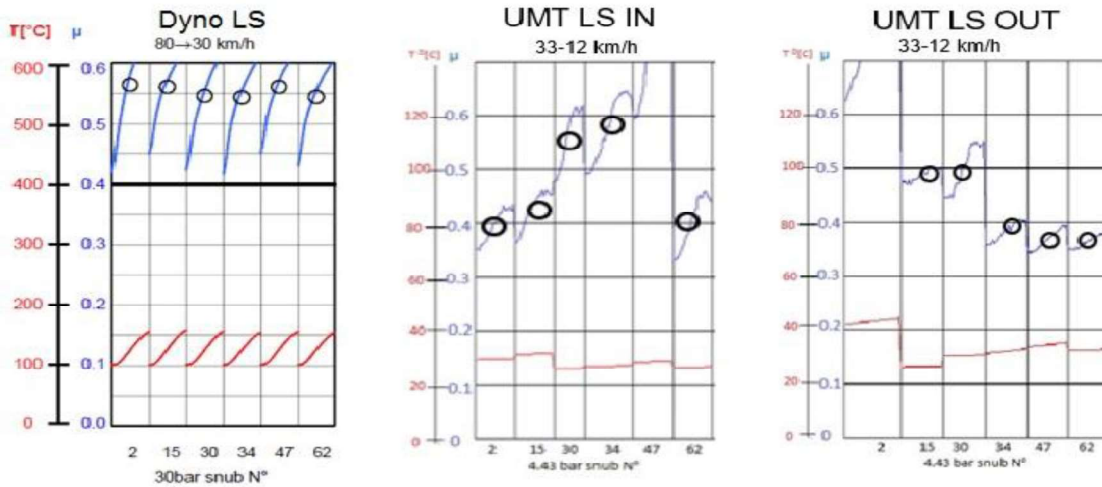 Dyno LS
80→30 km/h
T[°C] μ
600 0.6
500 0.5
400 0.4
300 0.3
200 0.2
100 0.1
0 0.0
2 15 30 34 47 62
30bar snub N°
UMT LS IN
33-12 km/h
μ
120 0.6
100 0.5
80 0.4
60 0.3
40 0.2
20 0.1
0 0
2 15 30 34 47 62
4.43 bar snub N°
UMT LS OUT
33-12 km/h
μ
120 0.6
100 0.5
80 0.4
60 0.3
40 0.2
20 0.1
0 0
2 15 30 34 47 62
4.43 bar snub N°